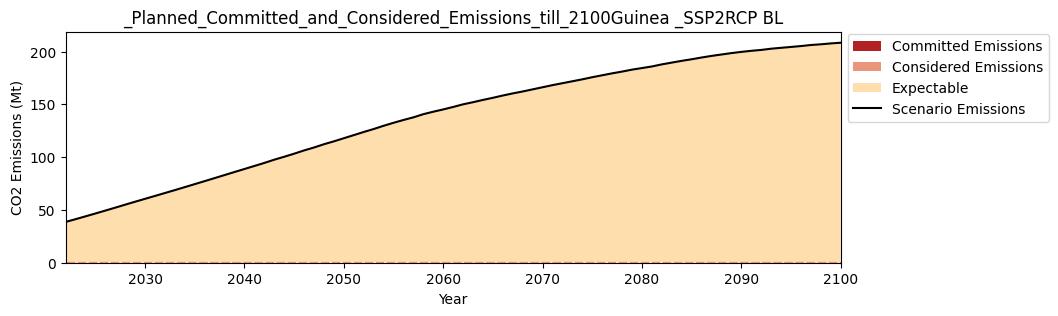 _Planned_Committed_and_Considered_Emissions_till_2100Guinea _SSP2RCP BL
Committed Emissions
Considered Emissions
Expectable
Scenario Emissions
CO2 Emissions (Mt)
200
150
100
50
0
2030 2040 2050 2060 2070 2080 2090 2100
Year